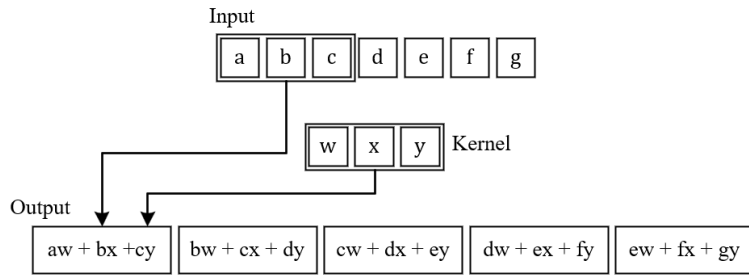 Input
a b c d e f g
w x y Kernel
Output
aw + bx +cy bw + cx + dy cw + dx + ey dw + ex + fy ew + fx + gy